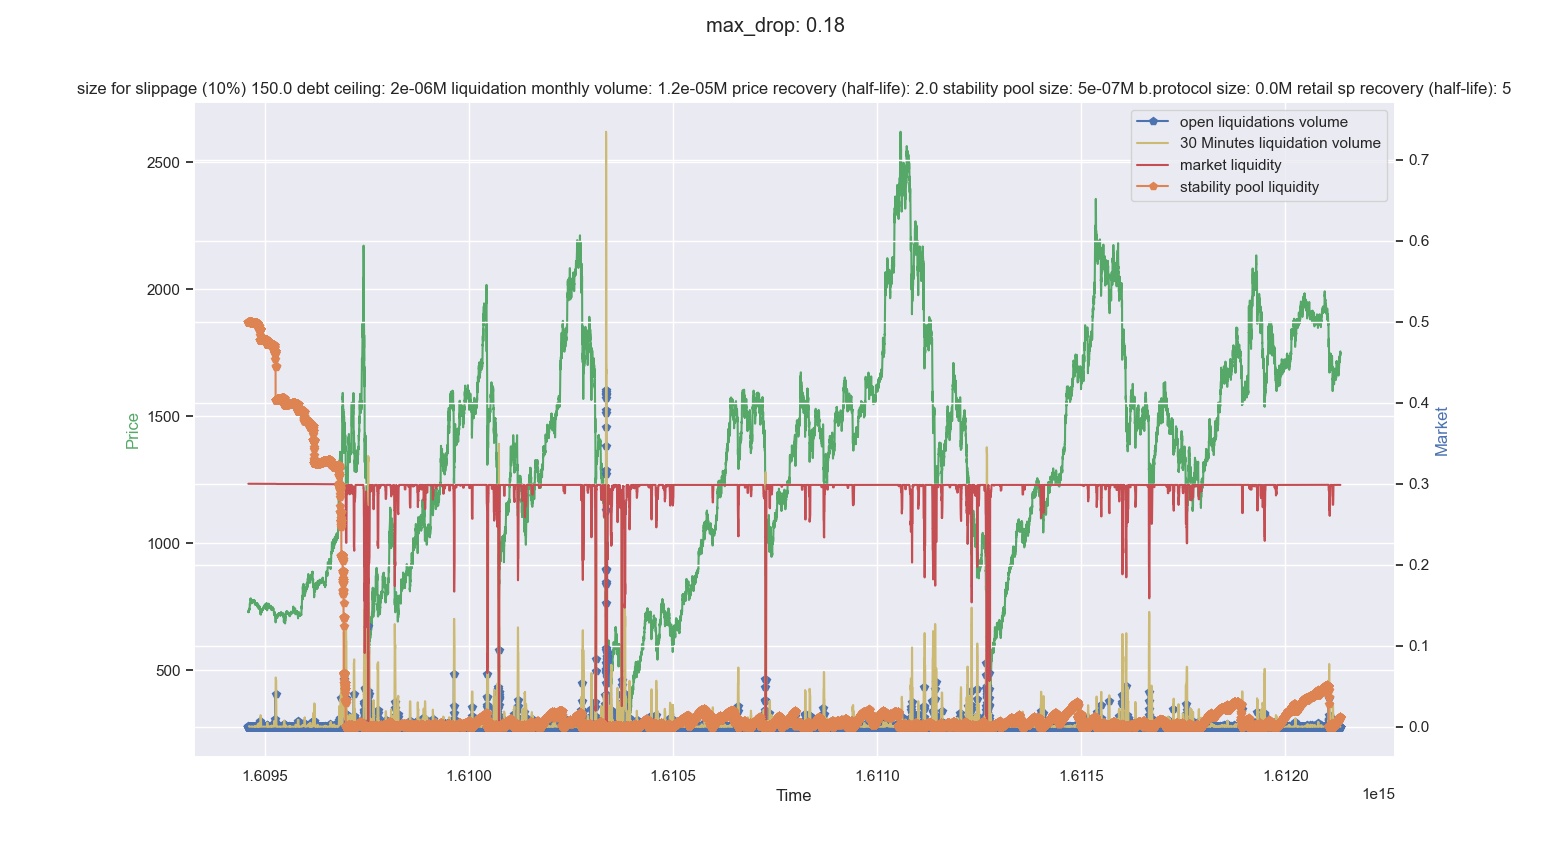 max_drop: 0.18
size for slippage (10%) 150.0 debt ceiling: 2e-06M liquidation monthly volume: 1.2e-05M price recovery (half-life): 2.0 stability pool size: 5e-07M b.protocol size: 0.0M retail sp recovery (half-life): 5
open liquidations volume
30 Minutes liquidation volume
market liquidity
stability pool liquidity
2500
2000
1500
1000
500
Price
0.7
0.6
0.5
0.4
0.3
0.2
0.1
0.0
Market
1.6095 1.6100 1.6105 1.6110 1.6115 1.6120
1e15
Time